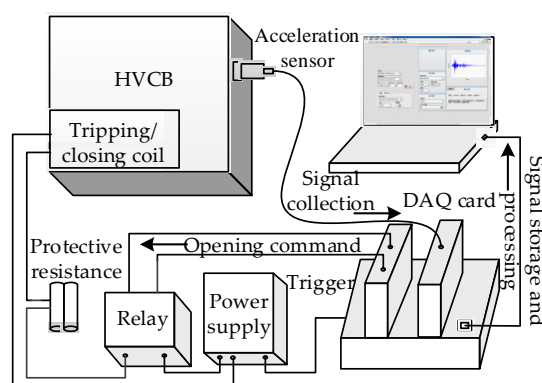 Acceleration
sensor
HVCB
Tripping/
closing coil
Signal
collection
DAQ card
Signal storage and
processing
Protective
resistance
Opening command
Trigger
Relay
Power
supply